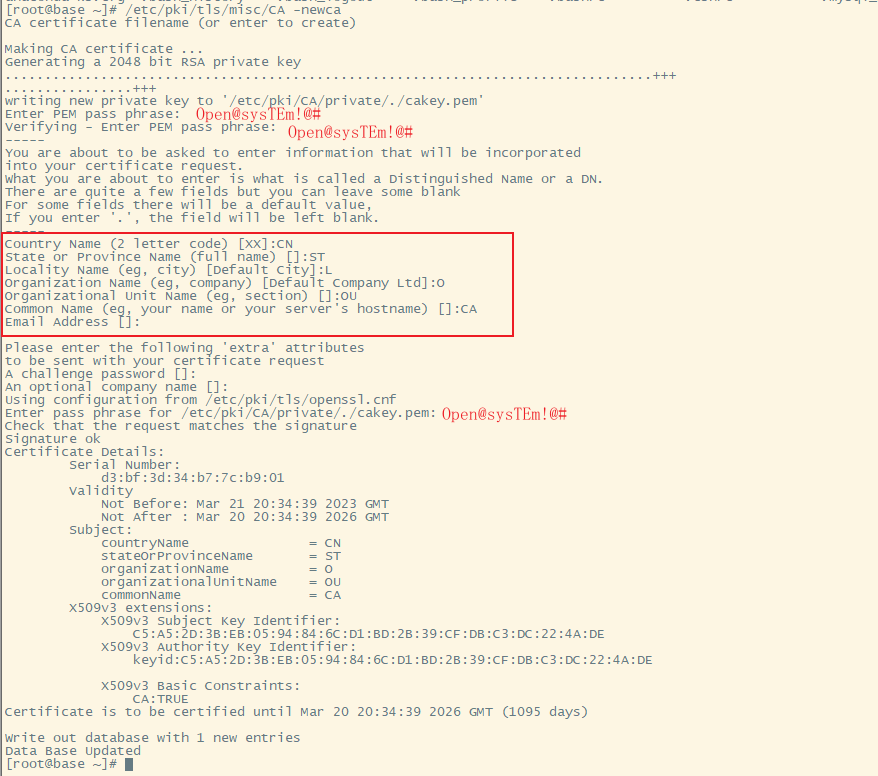 [root@base ~]# /etc/pki/tls/misc/CA -newca
CA certificate filename (or enter to create)
Making CA certificate ...
Generating a 2048 bit RSA private key
.................................................................................+++
................+++
writing new private key to '/etc/pki/CA/private/./cakey.pem'
Enter PEM pass phrase: Open@sysTEm!@#
Verifying - Enter PEM pass phrase: Open@sysTEm!@#
-----
You are about to be asked to enter information that will be incorporated
into your certificate request.
What you are about to enter is what is called a Distinguished Name or a DN.
There are quite a few fields but you can leave some blank
For some fields there will be a default value,
If you enter '.', the field will be left blank.
-----
Country Name (2 letter code) [XX]:CN
State or Province Name (full name) []:ST
Locality Name (eg, city) [Default City]:L
Organization Name (eg, company) [Default Company Ltd]:O
Organizational Unit Name (eg, section) []:OU
Common Name (eg, your name or your server's hostname) []:CA
Email Address []:
Please enter the following 'extra' attributes
to be sent with your certificate request
A challenge password []:
An optional company name []:
Using configuration from /etc/pki/tls/openssl.cnf
Enter pass phrase for /etc/pki/CA/private/./cakey.pem: Open@sysTEm!@#
Check that the request matches the signature
Signature ok
Certificate Details:
Serial Number:
d3:bf:3d:34:b7:7c:b9:01
Validity
Not Before: Mar 21 20:34:39 2023 GMT
Not After : Mar 20 20:34:39 2026 GMT
Subject:
countryName = CN
stateOrProvinceName = ST
organizationName = O
organizationalUnitName = OU
commonName = CA
X509v3 extensions:
X509v3 Subject Key Identifier:
C5:A5:2D:3B:EB:05:94:84:6C:D1:BD:2B:39:CF:DB:C3:DC:22:4A:DE
X509v3 Authority Key Identifier:
keyid:C5:A5:2D:3B:EB:05:94:84:6C:D1:BD:2B:39:CF:DB:C3:DC:22:4A:DE
X509v3 Basic Constraints:
CA:TRUE
Certificate is to be certified until Mar 20 20:34:39 2026 GMT (1095 days)
Write out database with 1 new entries
Data Base Updated
[root@base ~]#